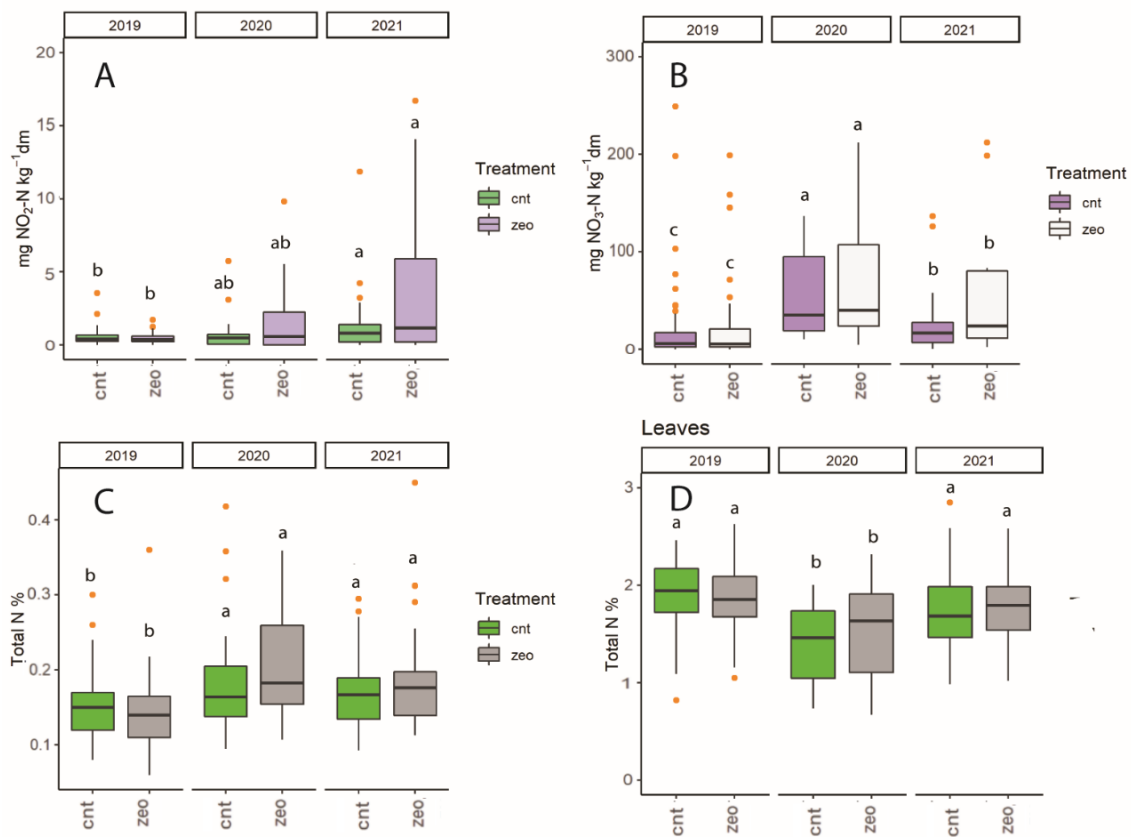 2019 2020 2021
A
20
15
10
5
0
mg NO₂-N kg⁻¹dm
b b ab ab a a
cnt zeo cnt zeo cnt zeo
Treatment
cnt
zeo
2019 2020 2021
B
300
200
100
0
mg NO₃-N kg⁻¹dm
c c a a b b
cnt zeo cnt zeo cnt zeo
Treatment
cnt
zeo
2019 2020 2021
C
0.4
0.3
0.2
0.1
Total N %
b b a a a a
cnt zeo cnt zeo cnt zeo
Treatment
cnt
zeo
Leaves
2019 2020 2021
D
3
2
1
0
Total N %
a a b b a a
cnt zeo cnt zeo cnt zeo